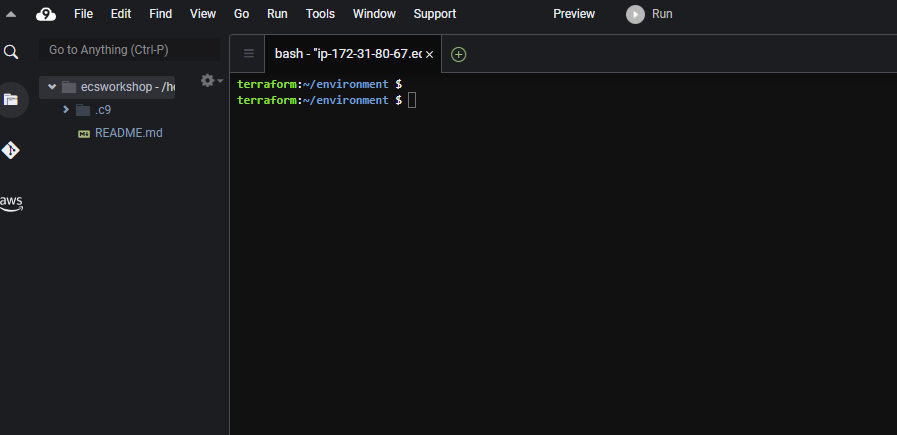 9 File Edit Find View Go Run Tools Window Support Preview Run
Go to Anything (Ctrl-P)
bash - "ip-172-31-80-67.ec
ecsworkshop - /h
.c9
README.md
aws
terraform:~/environment $
terraform:~/environment $